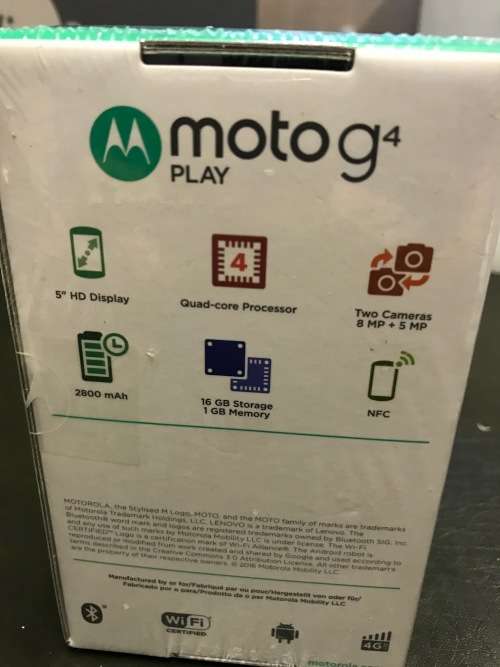 moto g4
PLAY
5" HD Display
4
Quad-core Processor
Two Cameras
8 MP + 5 MP
2800 mAh
16 GB Storage
1 GB Memory
NFC
MOTOROLA, the Stylised M Logo, MOTO, and the MOTO family of marks are trademarks
of Motorola Trademark Holdings, LLC. LENOVO is a trademark of Lenovo. The
Bluetooth® word mark and logos are registered trademarks owned by Bluetooth SIG, Inc
and any use of such marks by Motorola Mobility LLC is under license. The Wi-Fi
CERTIFIED™ Logo is a certification mark of Wi-Fi Alliance®. The Android robot is
reproduced or modified from work created and shared by Google and used according to
terms described in the Creative Commons 3.0 Attribution License. All other trademark's
are the property of their respective owners. © 2016 Motorola Mobility LLC
Manufactured by or for/Fabriqué par ou pour/Hergestellt von oder für/
Fabricado por o para/Prodotto da o per Motorola Mobility LLC
Wi Fi
CERTIFIED
4G
motorola